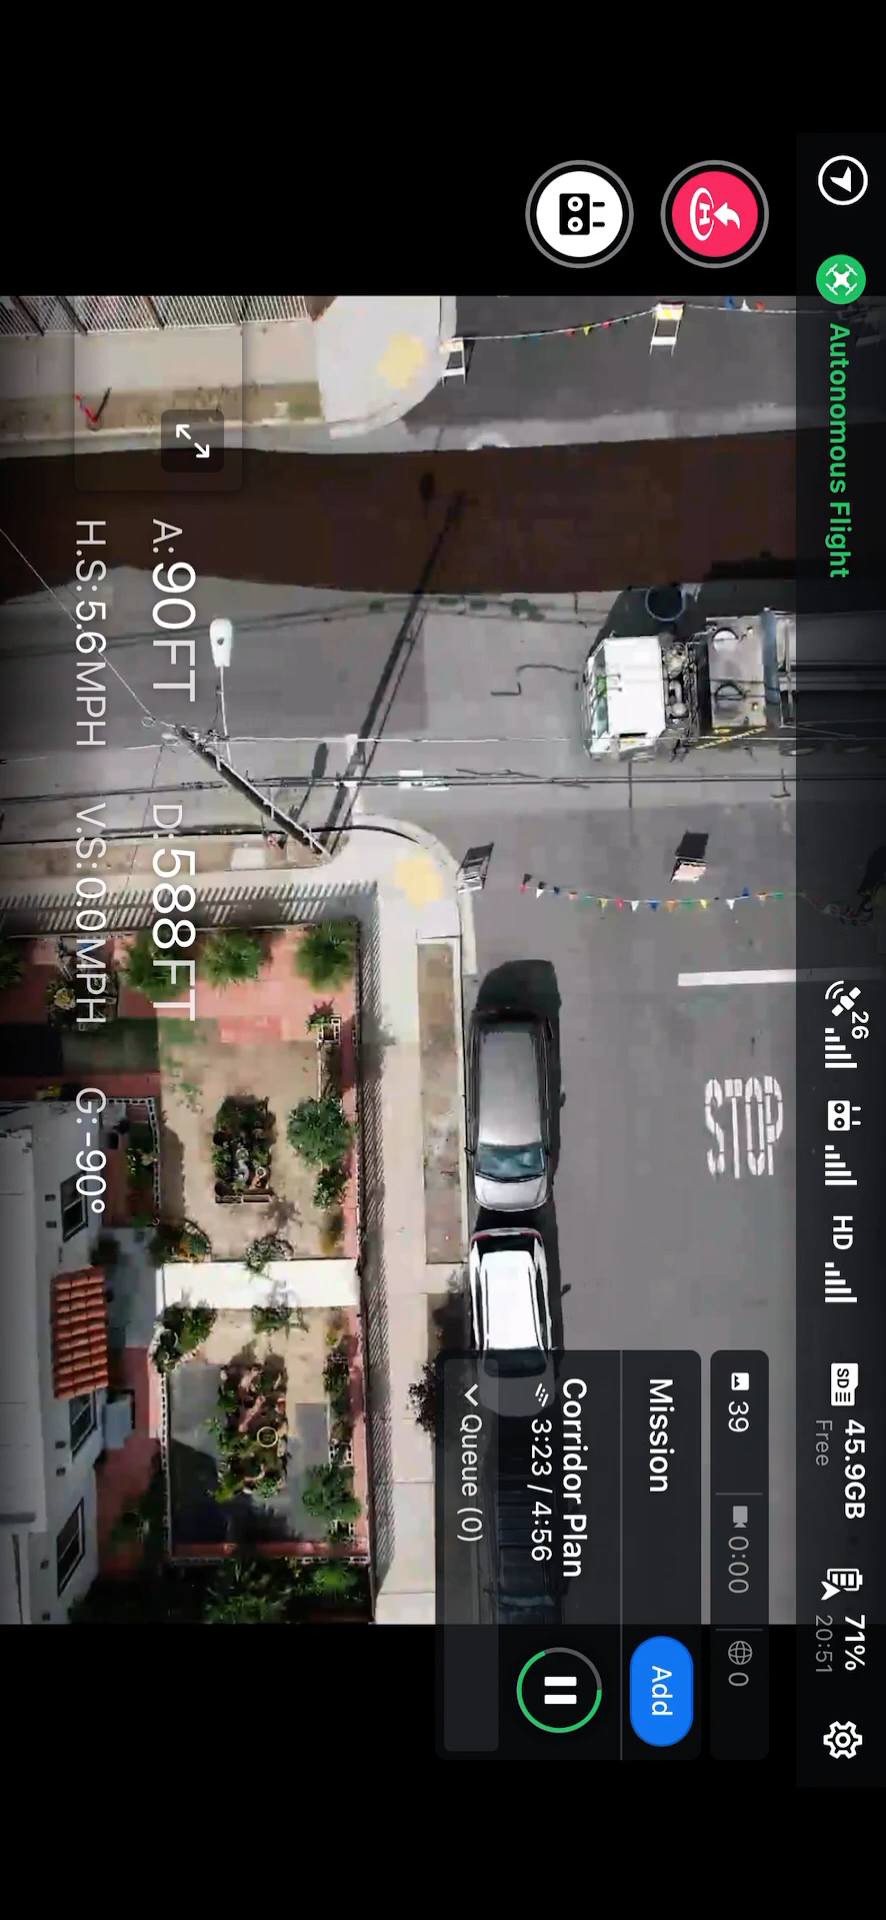 Autonomous Flight
26
HD
SD
45.9GB
Free
71%
20:51
39
0:00
0
Mission
Add
Corridor Plan
3:23 / 4:56
Queue (0)
STOP
H
A:90FT
D:588FT
H.S:5.6MPH
V.S:0.0MPH
G:-90°